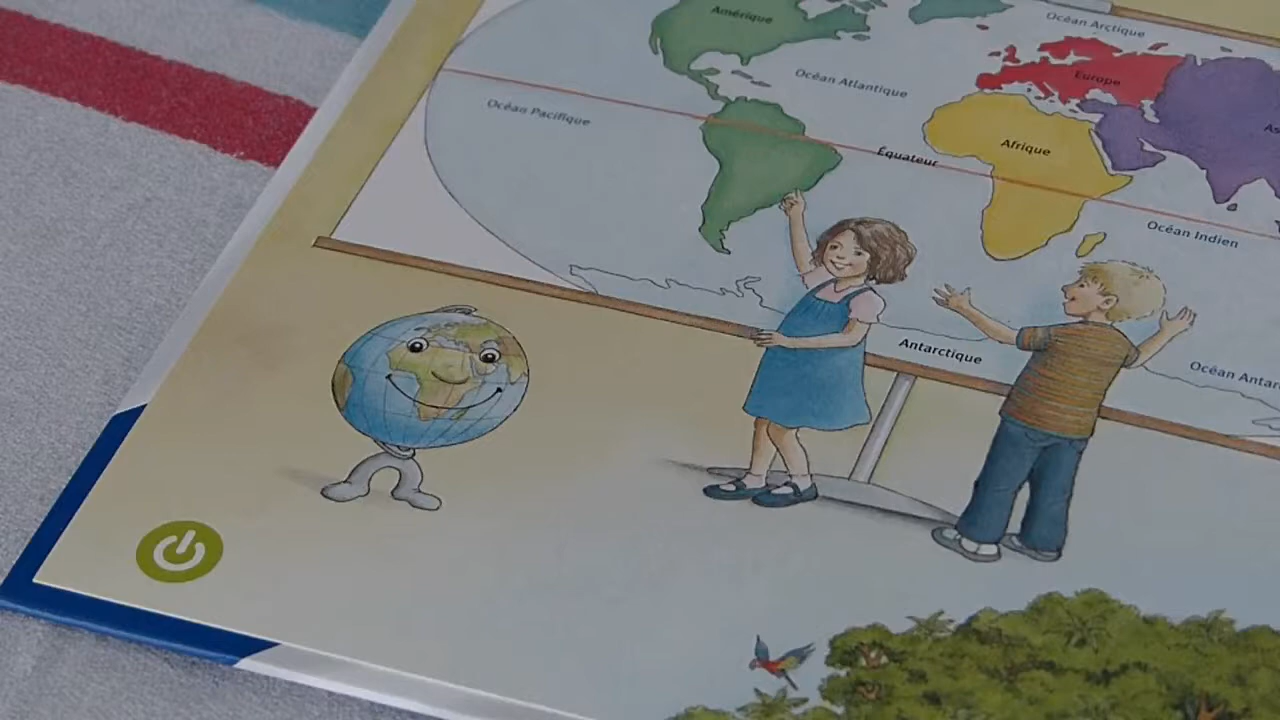 Amérique
Océan Arctique
Europe
Océan Atlantique
Océan Pacifique
Afrique
Équateur
Océan Indien
Antarctique